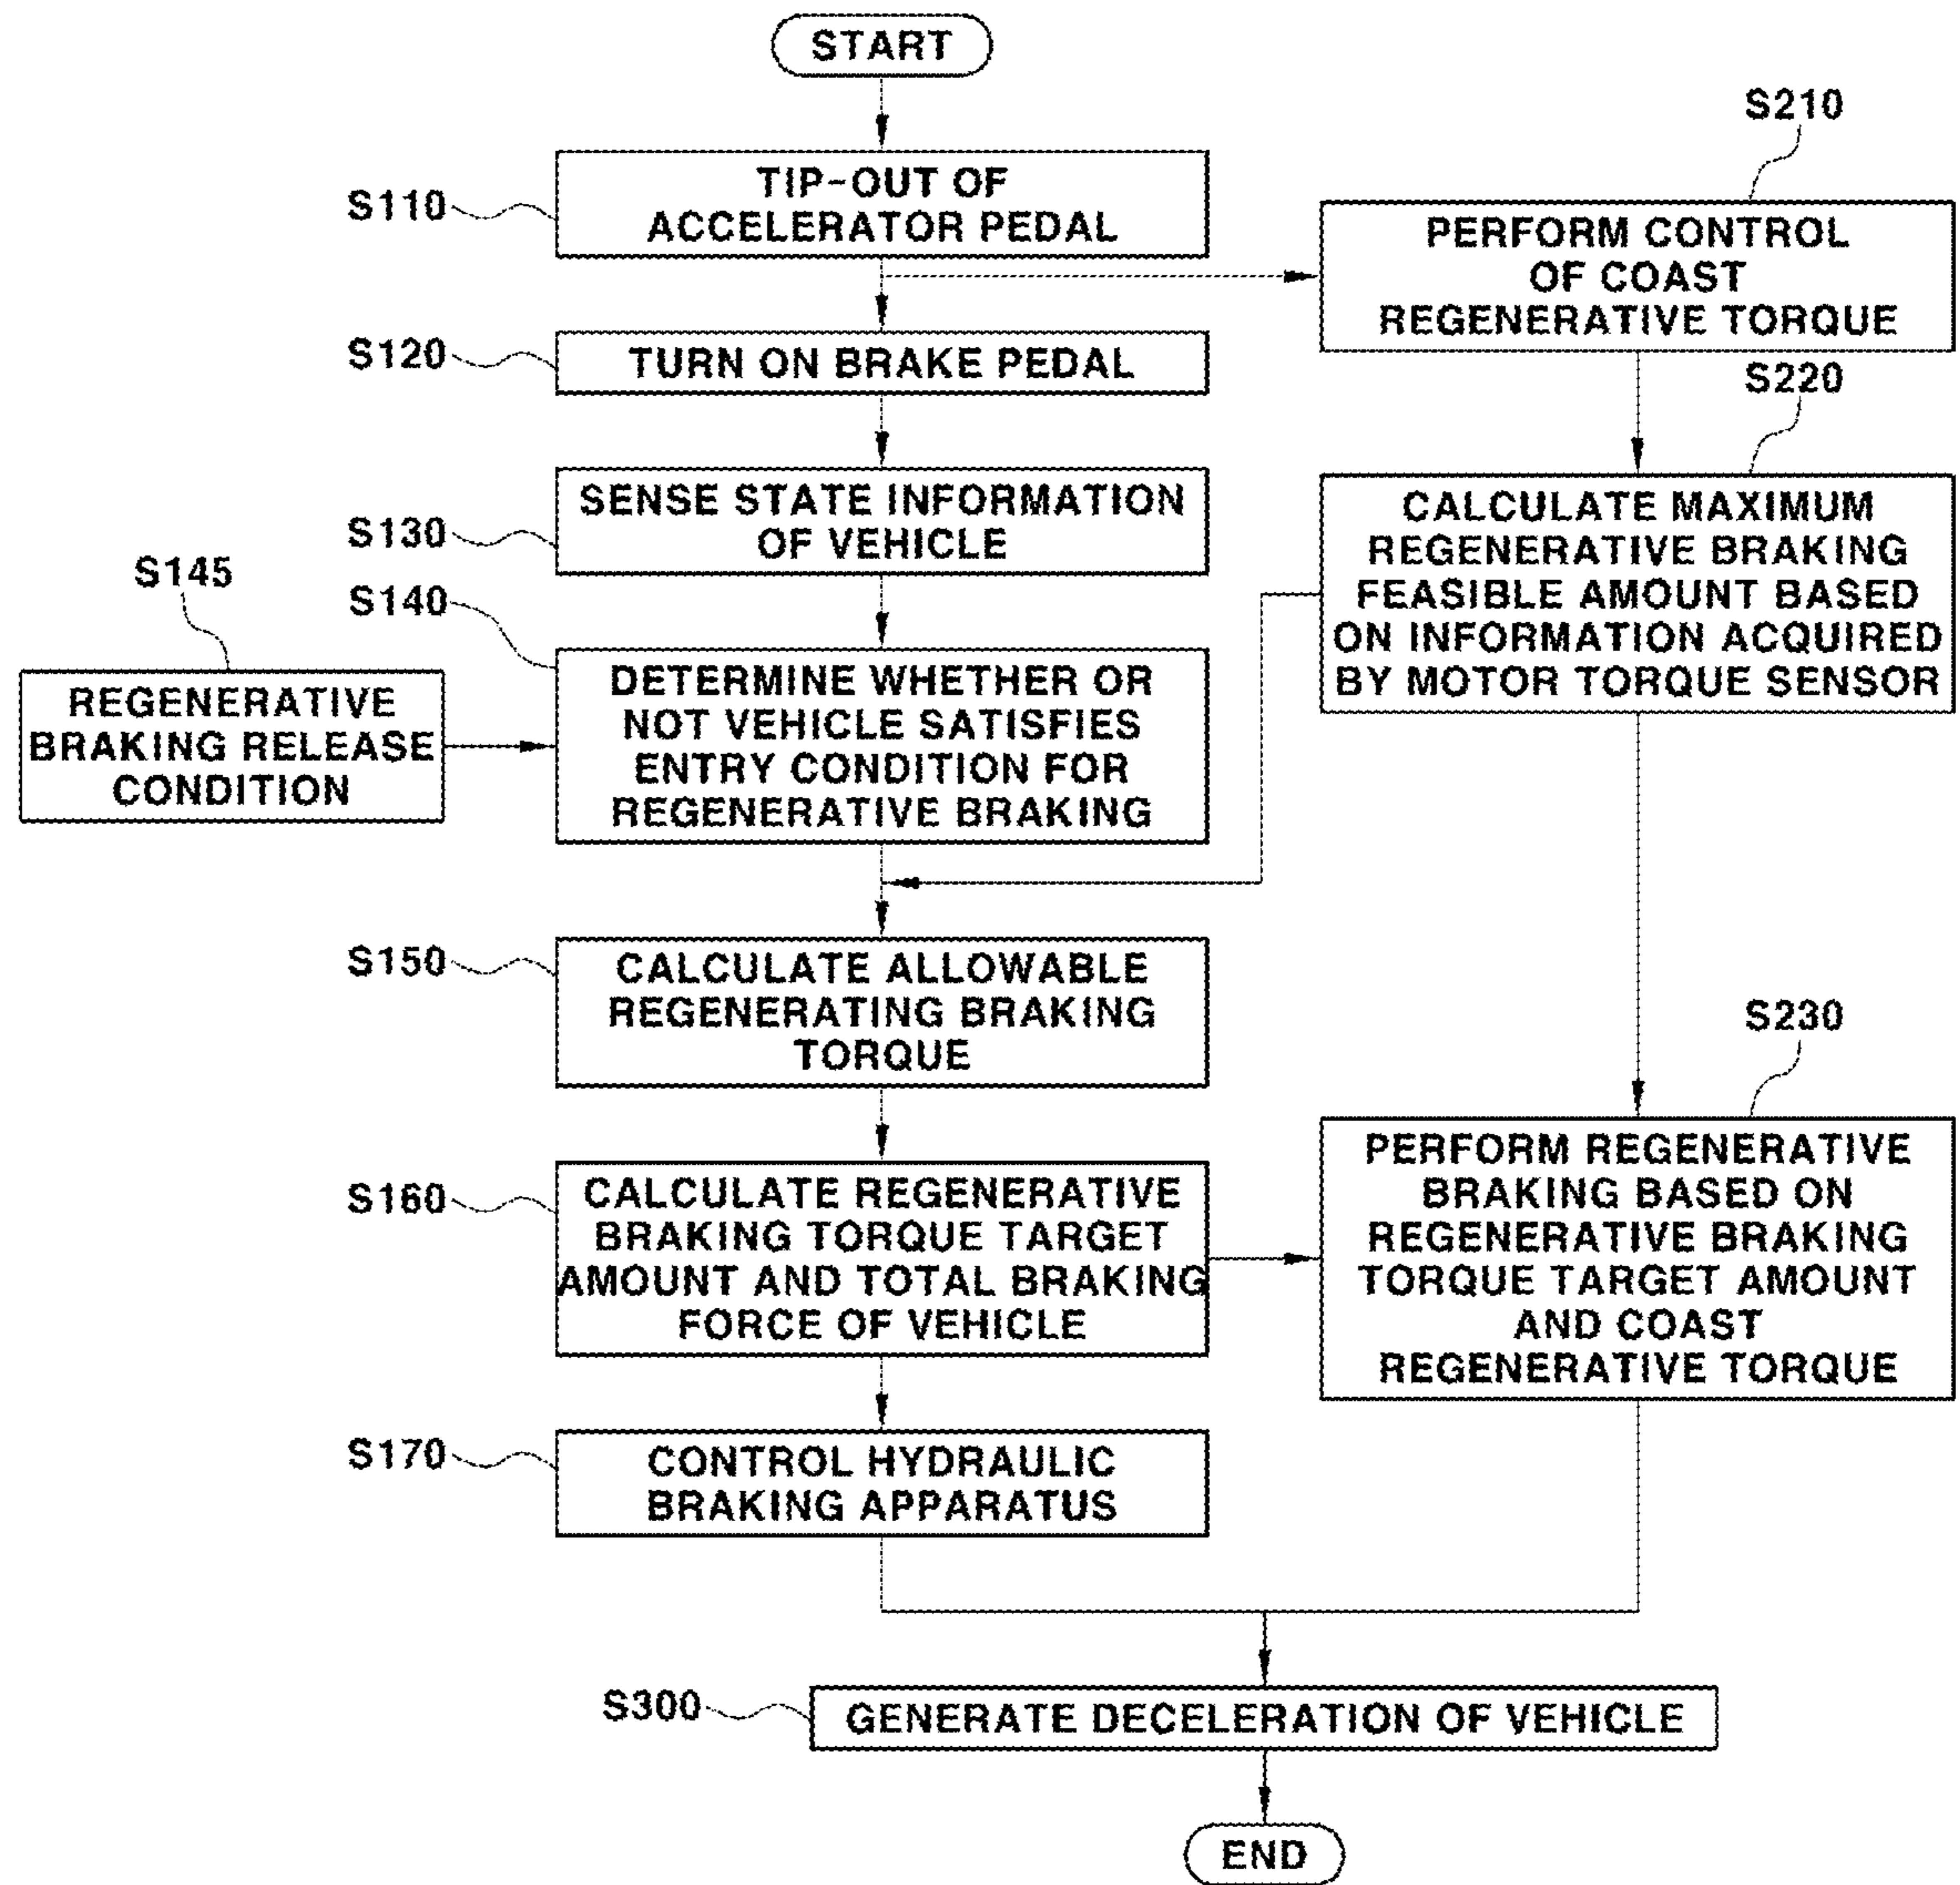 START
S110
TIP-OUT OF
ACCELERATOR PEDAL
S210
PERFORM CONTROL
OF COAST
REGENERATIVE TORQUE
S120
TURN ON BRAKE PEDAL
S130
SENSE STATE INFORMATION
OF VEHICLE
S220
CALCULATE MAXIMUM
REGENERATIVE BRAKING
FEASIBLE AMOUNT BASED
ON INFORMATION ACQUIRED
BY MOTOR TORQUE SENSOR
S145
REGENERATIVE
BRAKING RELEASE
CONDITION
S140
DETERMINE WHETHER OR
NOT VEHICLE SATISFIES
ENTRY CONDITION FOR
REGENERATIVE BRAKING
S150
CALCULATE ALLOWABLE
REGENERATING BRAKING
TORQUE
S160
CALCULATE REGENERATIVE
BRAKING TORQUE TARGET
AMOUNT AND TOTAL BRAKING
FORCE OF VEHICLE
S230
PERFORM REGENERATIVE
BRAKING BASED ON
REGENERATIVE BRAKING
TORQUE TARGET AMOUNT
AND COAST
REGENERATIVE TORQUE
S170
CONTROL HYDRAULIC
BRAKING APPARATUS
S300
GENERATE DECELERATION OF VEHICLE
END